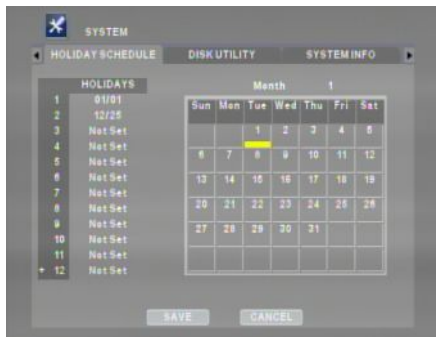 SYSTEM
HOLIDAY SCHEDULE DISK UTILITY SYSTEM INFO
HOLIDAYS
1 01/01
2 12/25
3 Not Set
4 Not Set
5 Not Set
6 Not Set
7 Not Set
8 Not Set
9 Not Set
10 Not Set
11 Not Set
+ 12 Not Set
Month 1
Sun Mon Tue Wed Thu Fri Sat
1 2 3 4 5
6 7 8 9 10 11 12
13 14 15 16 17 18 19
20 21 22 23 24 25 26
27 28 29 30 31
SAVE CANCEL